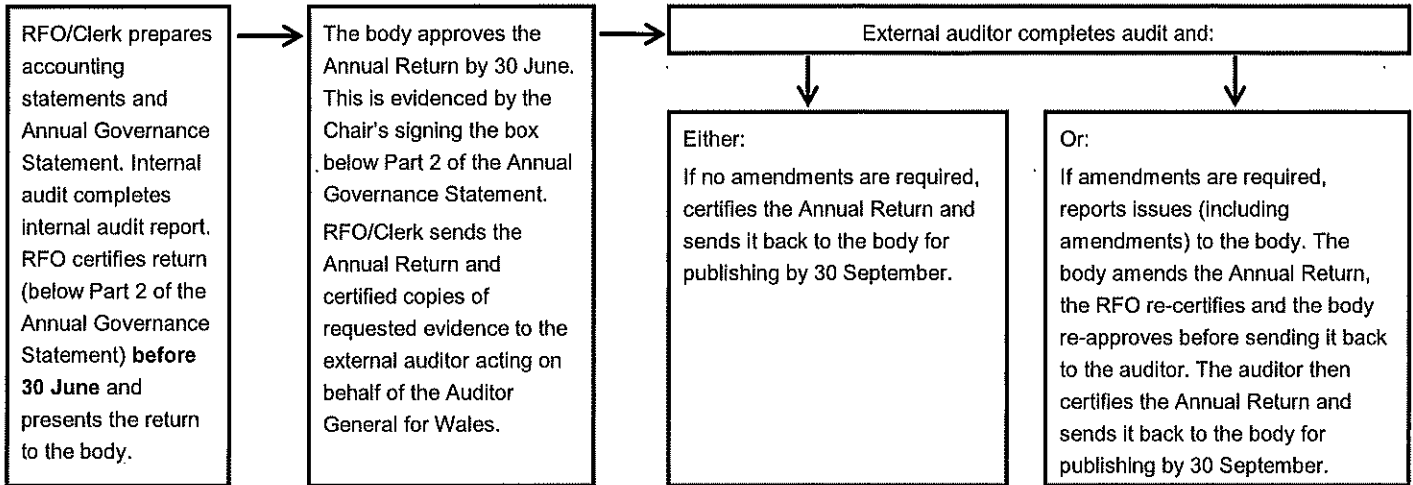 RFO/Clerk prepares
accounting
statements and
Annual Governance
Statement. Internal
audit completes
internal audit report.
RFO certifies return
(below Part 2 of the
Annual Governance
Statement) before
30 June and
presents the return
to the body.
The body approves the
Annual Return by 30 June.
This is evidenced by the
Chair's signing the box
below Part 2 of the Annual
Governance Statement.
RFO/Clerk sends the
Annual Return and
certified copies of
requested evidence to the
external auditor acting on
behalf of the Auditor
General for Wales.
External auditor completes audit and:
Either:
If no amendments are required,
certifies the Annual Return and
sends it back to the body for
publishing by 30 September.
Or:
If amendments are required,
reports issues (including
amendments) to the body. The
body amends the Annual Return,
the RFO re-certifies and the body
re-approves before sending it back
to the auditor. The auditor then
certifies the Annual Return and
sends it back to the body for
publishing by 30 September.